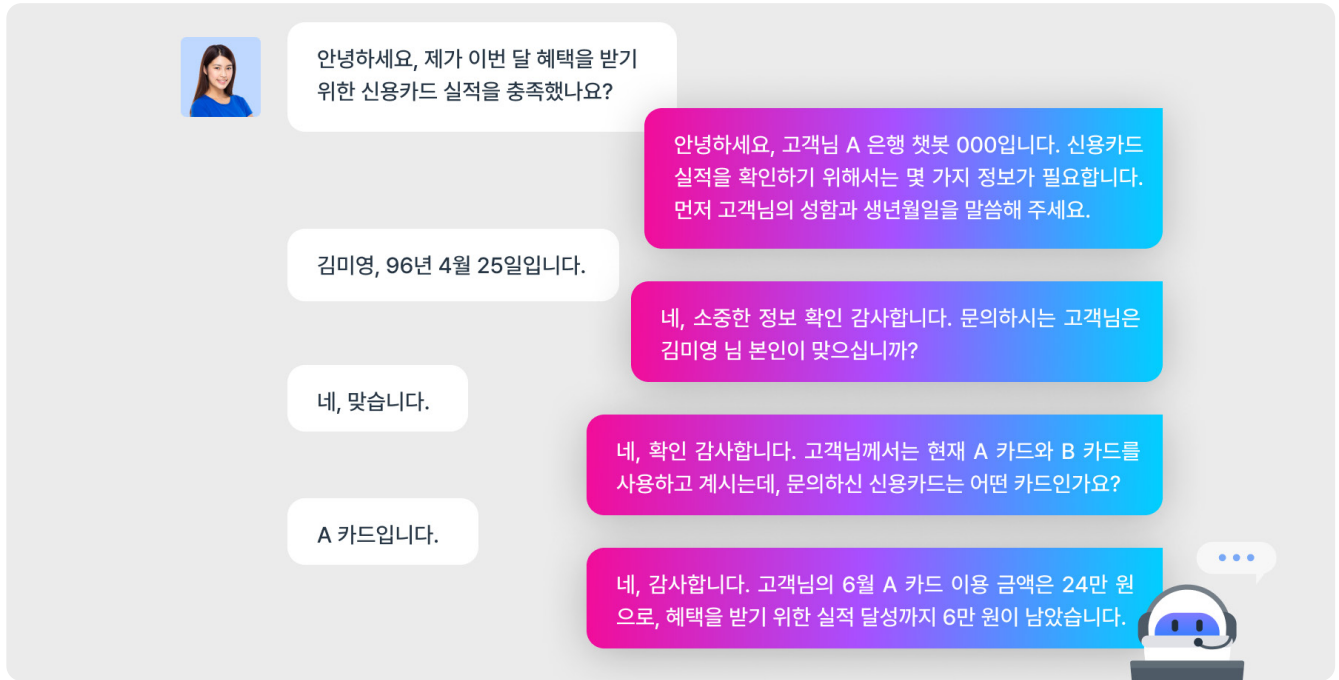 안녕하세요, 제가 이번 달 혜택을 받기
위한 신용카드 실적을 충족했나요?
안녕하세요, 고객님 A 은행 챗봇 000입니다. 신용카드
실적을 확인하기 위해서는 몇 가지 정보가 필요합니다.
먼저 고객님의 성함과 생년월일을 말씀해 주세요.
김미영, 96년 4월 25일입니다.
네, 소중한 정보 확인 감사합니다. 문의하시는 고객님은
김미영 님 본인이 맞으십니까?
네, 맞습니다.
네, 확인 감사합니다. 고객님께서는 현재 A 카드와 B 카드를
사용하고 계시는데, 문의하신 신용카드는 어떤 카드인가요?
A 카드입니다.
네, 감사합니다. 고객님의 6월 A 카드 이용 금액은 24만 원
으로, 혜택을 받기 위한 실적 달성까지 6만 원이 남았습니다.